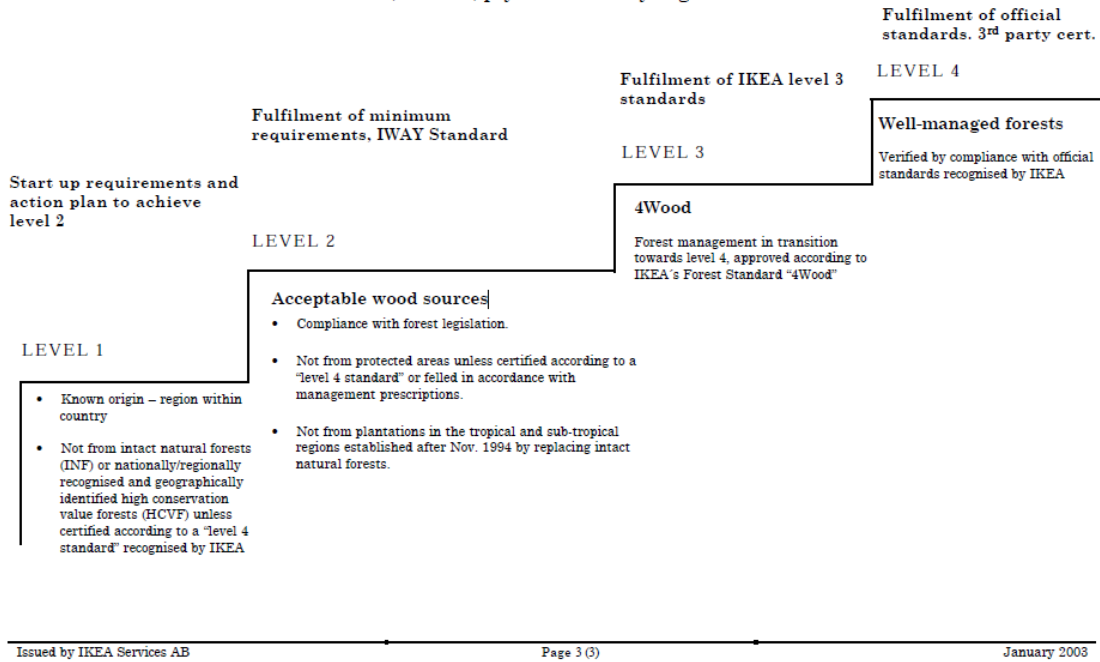 Fulfilment of official
standards. 3rd party cert.
LEVEL 4
Well-managed forests
Verified by compliance with official
standards recognised by IKEA
Fulfilment of IKEA level 3
standards
LEVEL 3
4Wood
Forest management in transition
towards level 4, approved according to
IKEA´s Forest Standard “4Wood”
Fulfilment of minimum
requirements, IWAY Standard
LEVEL 2
Acceptable wood sources
• Compliance with forest legislation.
• Not from protected areas unless certified according to a
“level 4 standard” or felled in accordance with
management prescriptions.
• Not from plantations in the tropical and sub-tropical
regions established after Nov. 1994 by replacing intact
natural forests.
Start up requirements and
action plan to achieve
level 2
LEVEL 1
• Known origin – region within
country
• Not from intact natural forests
(INF) or nationally/regionally
recognised and geographically
identified high conservation
value forests (HCVF) unless
certified according to a “level 4
standard” recognised by IKEA
Issued by IKEA Services AB
Page 3 (3)
January 2003